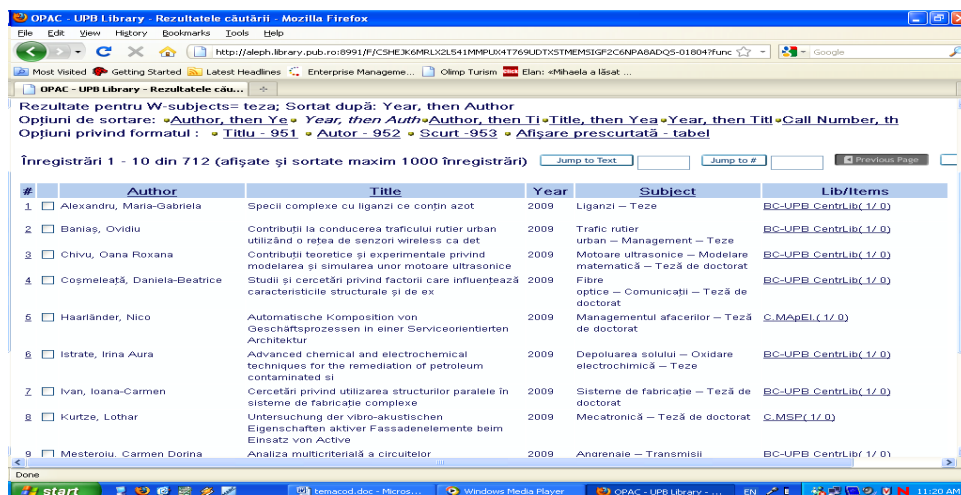 OPAC - UPB Library - Rezultatele căutării - Mozilla Firefox
File Edit View History Bookmarks Tools Help
http://aleph.library.pub.ro:8991/F/CSHEJK6MRLX2L541MMPUX4T769UDTXSTMEMSIGF2C6NPA8ADQS-01804?func
Google
Most Visited Getting Started Latest Headlines Enterprise Manageme... Olimp Turism Elan: «Mihaela a lăsat ...
OPAC - UPB Library - Rezultatele cău...
Rezultate pentru W-subjects= teza; Sortat după: Year, then Author
Opțiuni de sortare: Author, then Ye Year, then Auth Author, then Ti Title, then Yea Year, then Titl Call Number, th
Opțiuni privind formatul : Titlu - 951 Autor - 952 Scurt -953 Afișare prescurtată - tabel
Înregistrări 1 - 10 din 712 (afișate și sortate maxim 1000 înregistrări) Jump to Text Jump to # Previous Page
# Author Title Year Subject Lib/Items
1 Alexandru, Maria-Gabriela Specii complexe cu liganzi ce conțin azot 2009 Liganzi -- Teze BC-UPB CentrLib( 1/ 0)
2 Baniaș, Ovidiu Contribuții la conducerea traficului rutier urban 2009 Trafic rutier BC-UPB CentrLib( 1/ 0)
utilizând o rețea de senzori wireless ca det urban -- Management -- Teze
3 Chivu, Oana Roxana Contribuții teoretice și experimentale privind 2009 Motoare ultrasonice -- Modelare BC-UPB CentrLib( 1/ 0)
modelarea și simularea unor motoare ultrasonice matematică -- Teză de doctorat
4 Coșmeleață, Daniela-Beatrice Studii și cercetări privind factorii care influențează 2009 Fibre BC-UPB CentrLib( 1/ 0)
caracteristicile structurale și de ex optice -- Comunicații -- Teză de
doctorat
5 Haarländer, Nico Automatische Komposition von 2009 Managementul afacerilor -- Teză C.MApEl.( 1/ 0)
Geschäftsprozessen in einer Serviceorientierten de doctorat
Architektur
6 Istrate, Irina Aura Advanced chemical and electrochemical 2009 Depoluarea solului -- Oxidare BC-UPB CentrLib( 1/ 0)
techniques for the remediation of petroleum electrochimică -- Teze
contaminated si
7 Ivan, Ioana-Carmen Cercetări privind utilizarea structurilor paralele în 2009 Sisteme de fabricație -- Teză de BC-UPB CentrLib( 1/ 0)
sisteme de fabricație complexe doctorat
8 Kurtze, Lothar Untersuchung der vibro-akustischen 2009 Mecatronică -- Teză de doctorat C.MSP( 1/ 0)
Eigenschaften aktiver Fassadenelemente beim
Einsatz von Active
9 Mesteroiu, Carmen Dorina Analiza multicriterială a circuitelor 2009 Angrenaje -- Transmisii BC-UPB CentrLib( 1/ 0)
Done
start temacod.doc - Micros... Windows Media Player OPAC - UPB Library - ... EN 11:20 AM